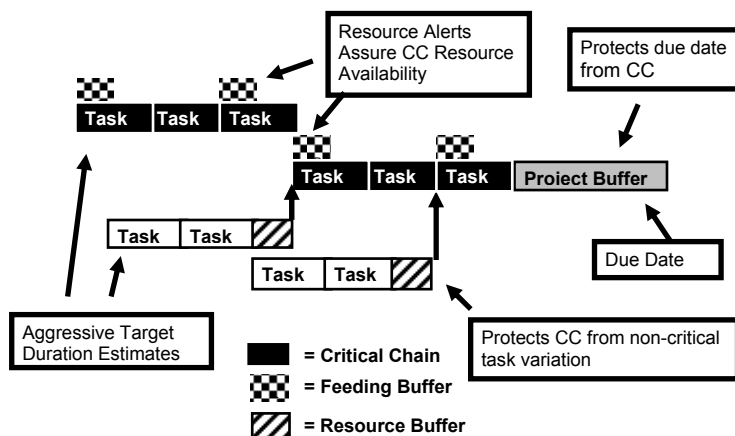 Resource Alerts
Assure CC Resource
Availability
Protects due date
from CC
Task Task Task
Task Task Task Project Buffer
Task Task
Task Task
Due Date
Aggressive Target
Duration Estimates
Protects CC from non-critical
task variation
= Critical Chain
= Feeding Buffer
= Resource Buffer